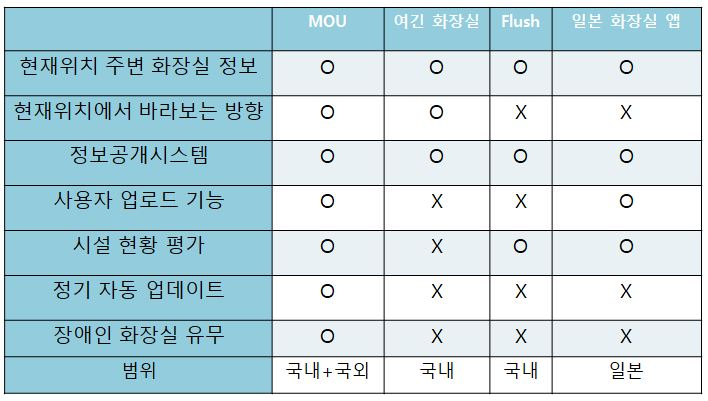 MOU 여긴 화장실 Flush 일본 화장실 앱
현재위치 주변 화장실 정보 O O O O
현재위치에서 바라보는 방향 O O X X
정보공개시스템 O O O O
사용자 업로드 기능 O X X O
시설 현황 평가 O X O O
정기 자동 업데이트 O X X X
장애인 화장실 유무 O X X X
범위 국내+국외 국내 국내 일본